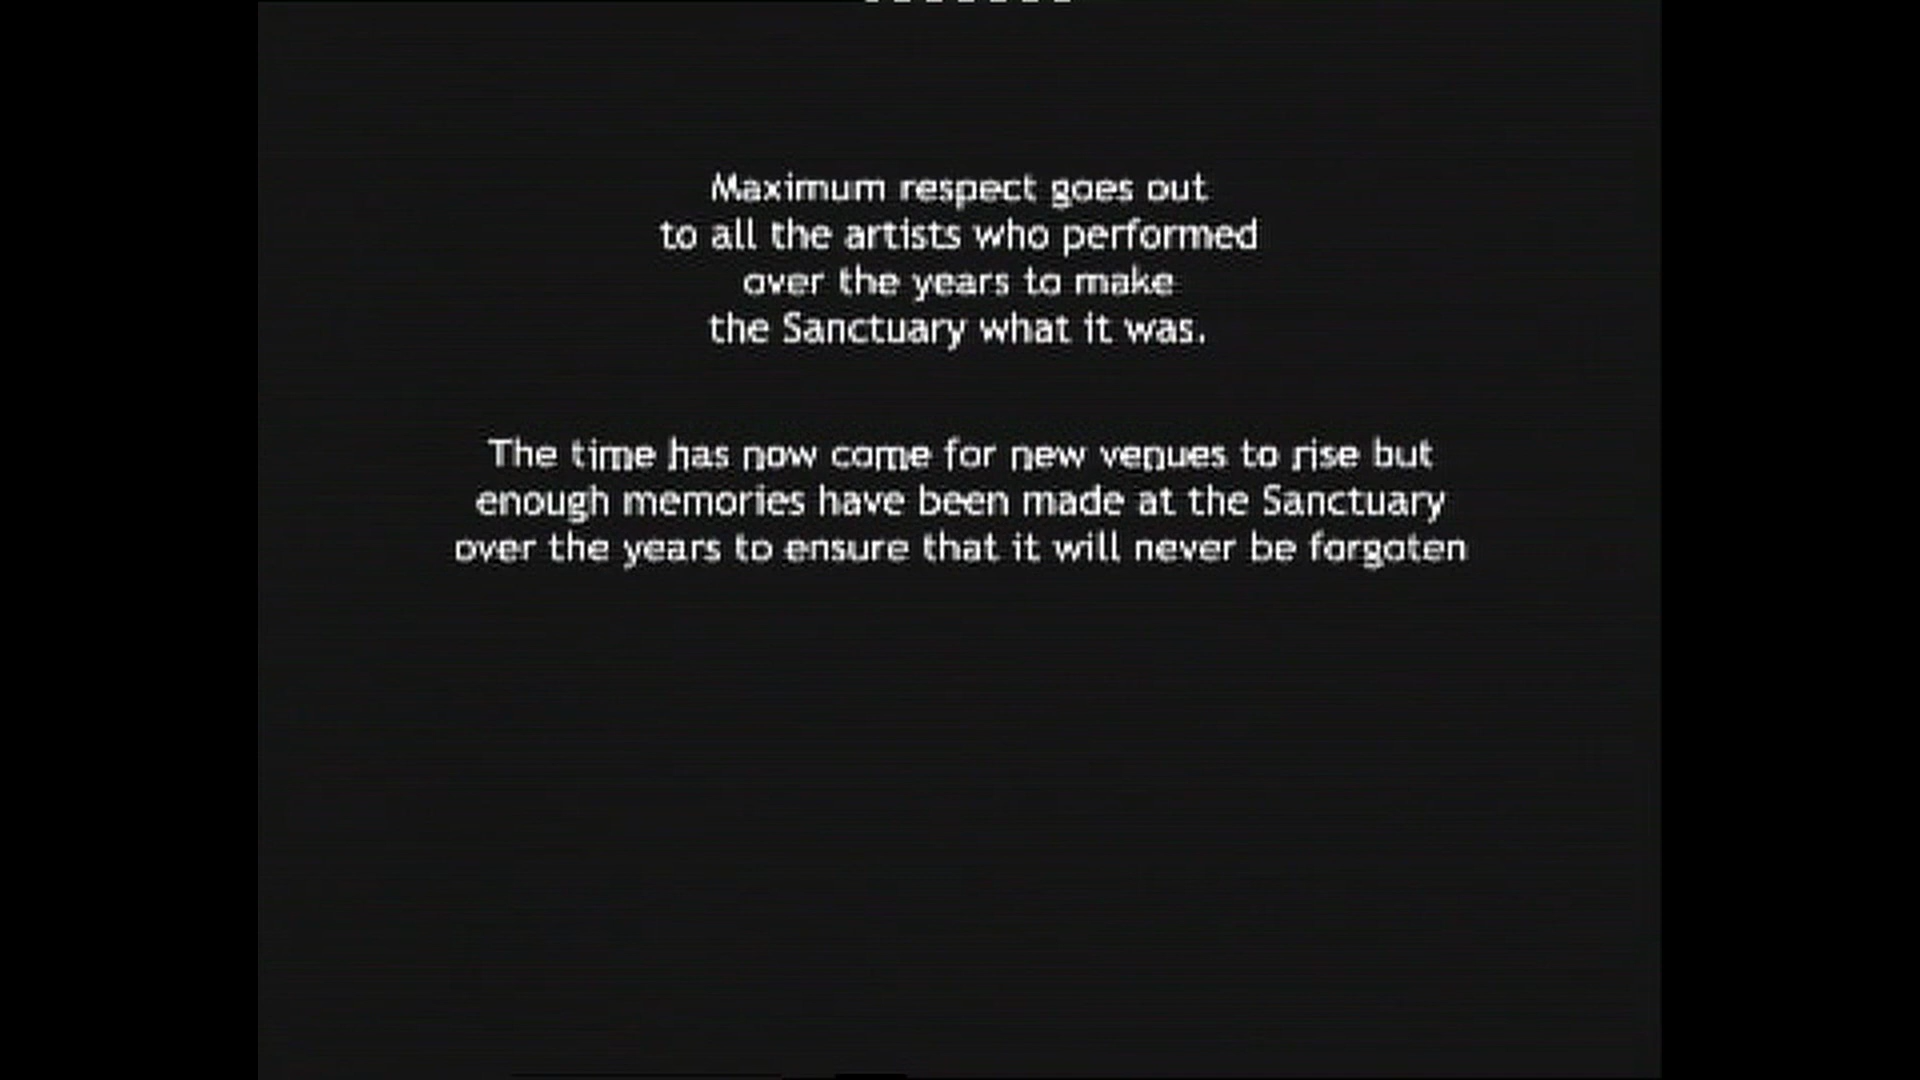 Maximum respect goes out
to all the artists who performed
over the years to make
the Sanctuary what it was.
The time has now come for new venues to rise but
enough memories have been made at the Sanctuary
over the years to ensure that it will never be forgoten